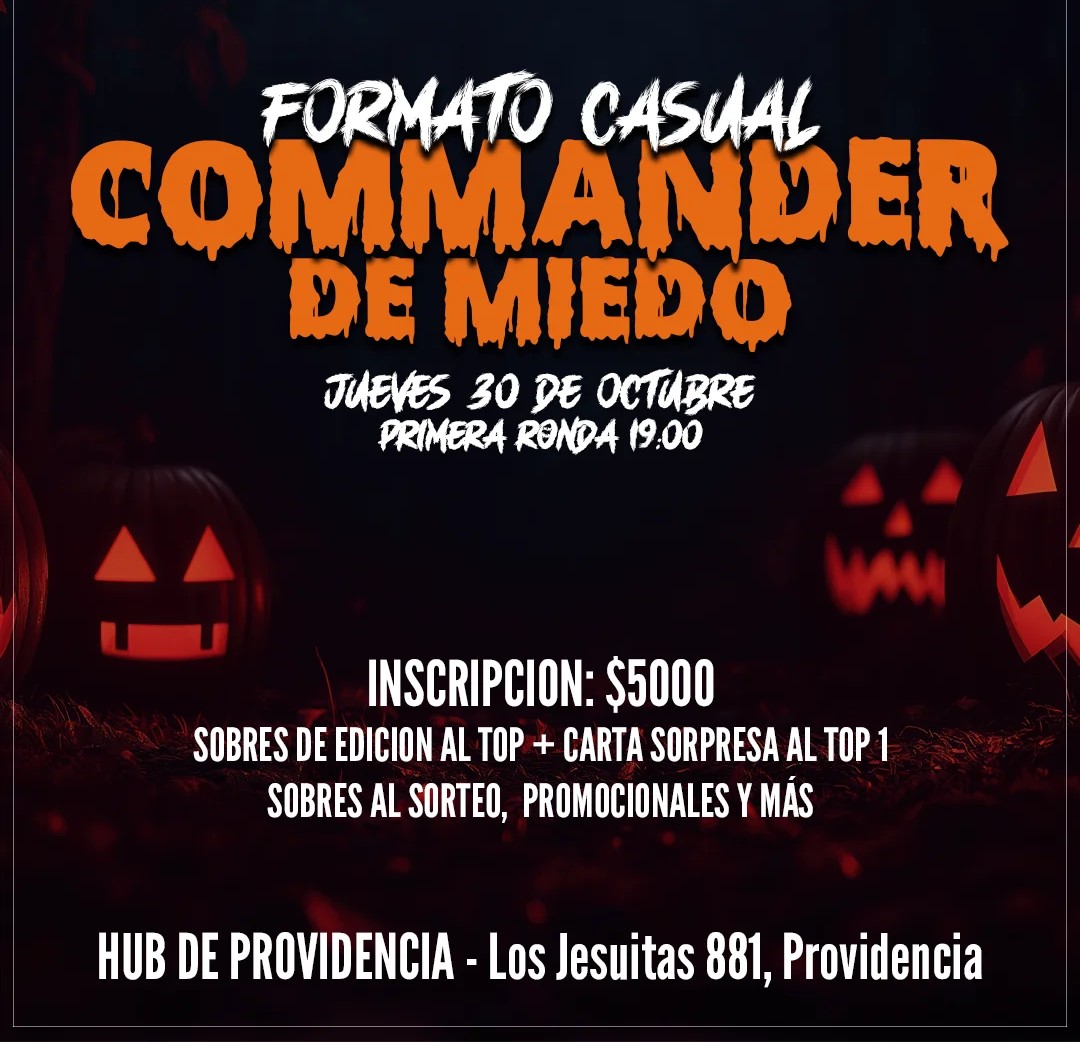 FORMATO CASUAL
COMMANDER
DE MIEDO
JUEVES 30 DE OCTUBRE
PRIMERA RONDA 19:00
INSCRIPCION: $5000
SOBRES DE EDICION AL TOP + CARTA SORPRESA AL TOP 1
SOBRES AL SORTEO, PROMOCIONALES Y MÁS
HUB DE PROVIDENCIA - Los Jesuitas 881, Providencia